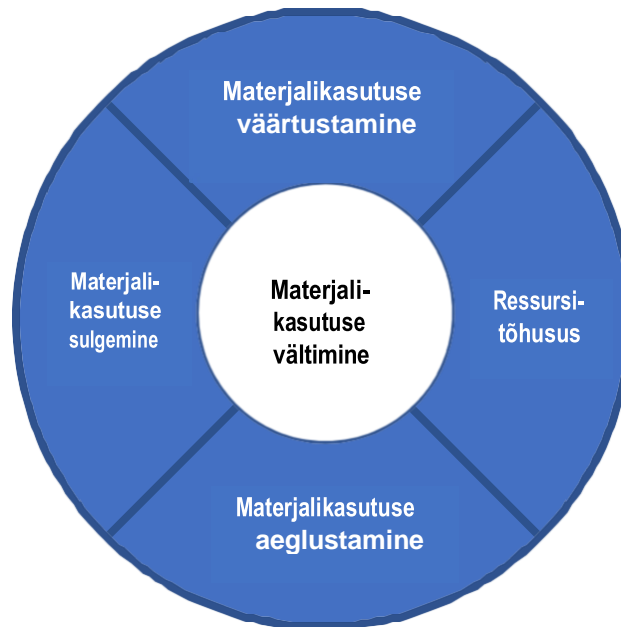 Materjalikasutuse
väärtustamine
Materjali-
kasutuse
sulgemine
Materjali-
kasutuse
vältimine
Ressursi-
tõhusus
Materjalikasutuse
aeglustamine